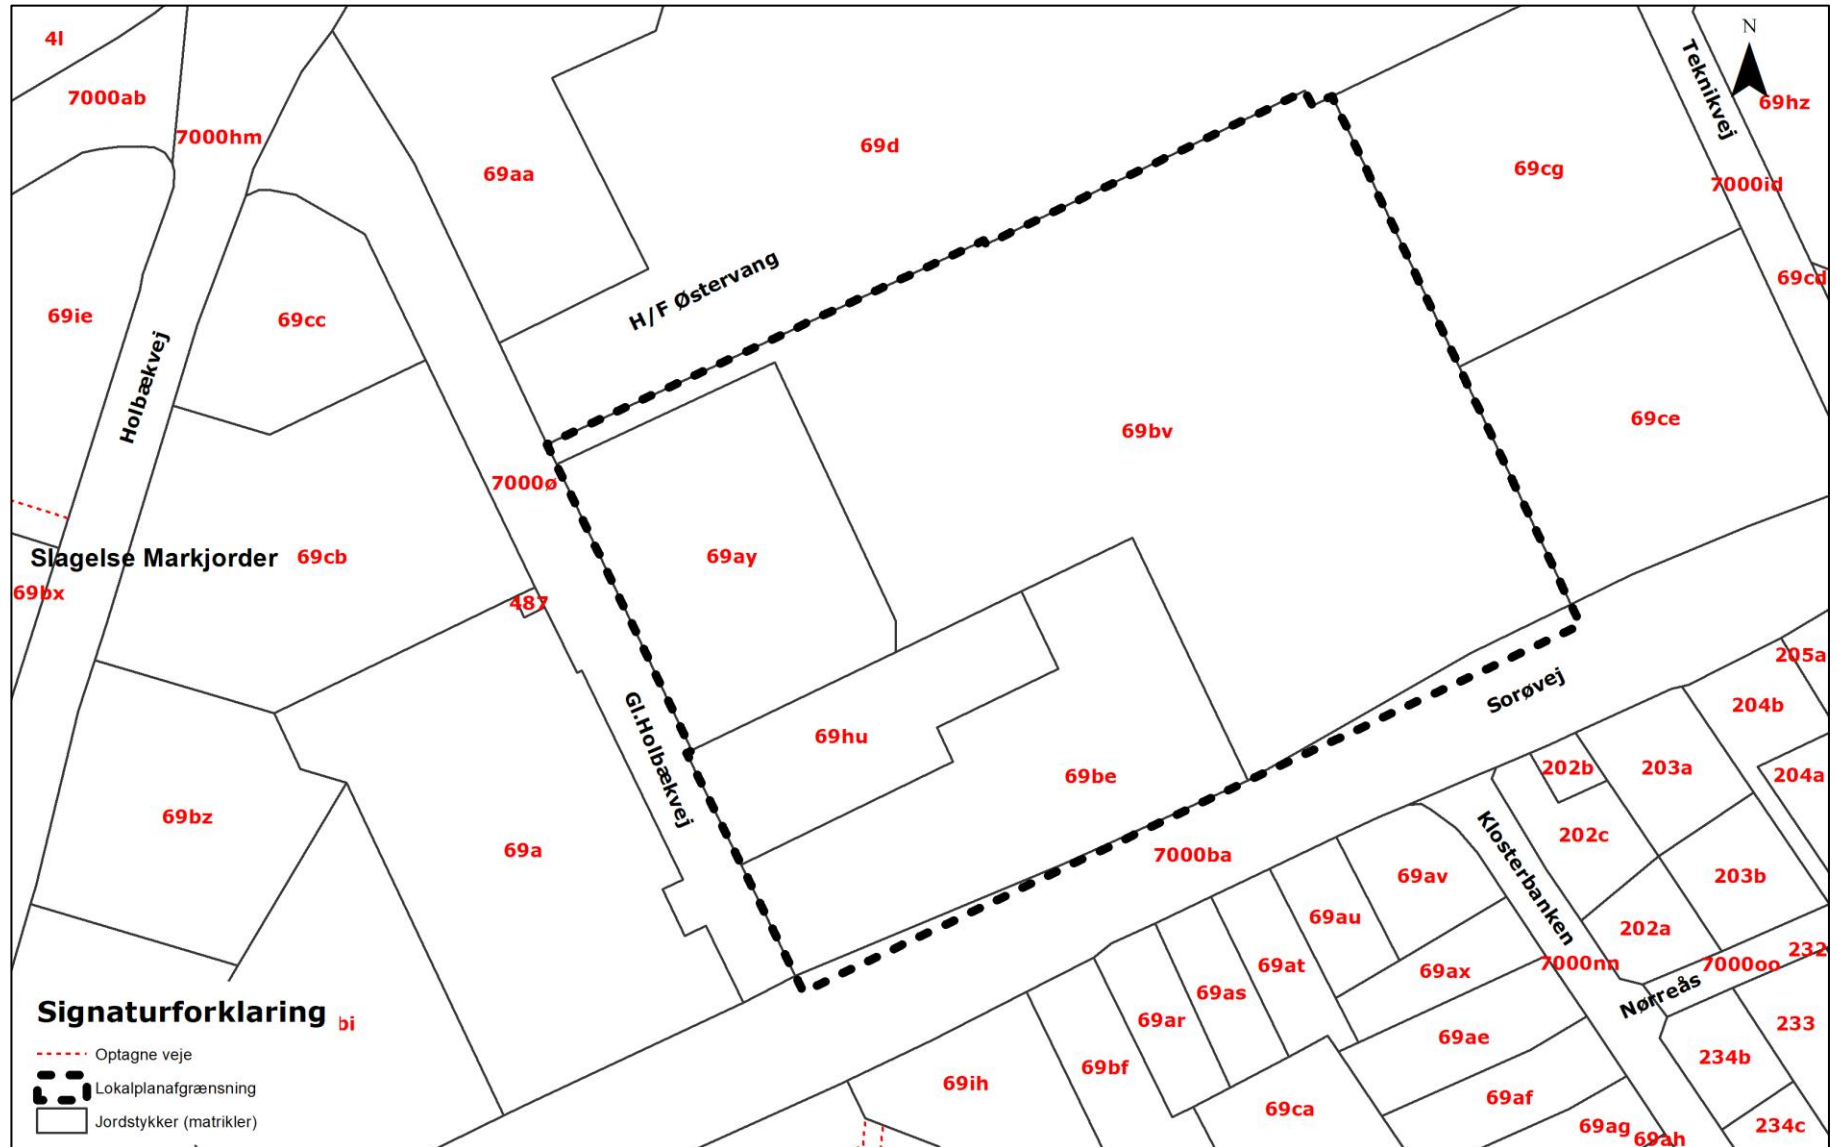 4l
N
Teknikvej
7000ab
69hz
7000hm
69d
69aa
69cg
7000id
H/F Østervang
69cd
69ie
69cc
Holbækvej
69ce
69bv
7000ø
Slagelse Markjorder
69cb
69ay
69bx
487
205a
Sorøvej
204b
Gl.Holbækvej
69hu
202b
203a
69be
204a
69bz
Klosterbanken
202c
69a
7000ba
69av
203b
69au
202a
232
69at
69ax
7000nn
7000oo
69as
Nørreås
Signaturforklaring
bi
69ar
233
69ae
Optagne veje
234b
69bf
69ih
Lokalplanafgrænsning
69af
69ca
Jordstykker (matrikler)
69ag
234c
69ah